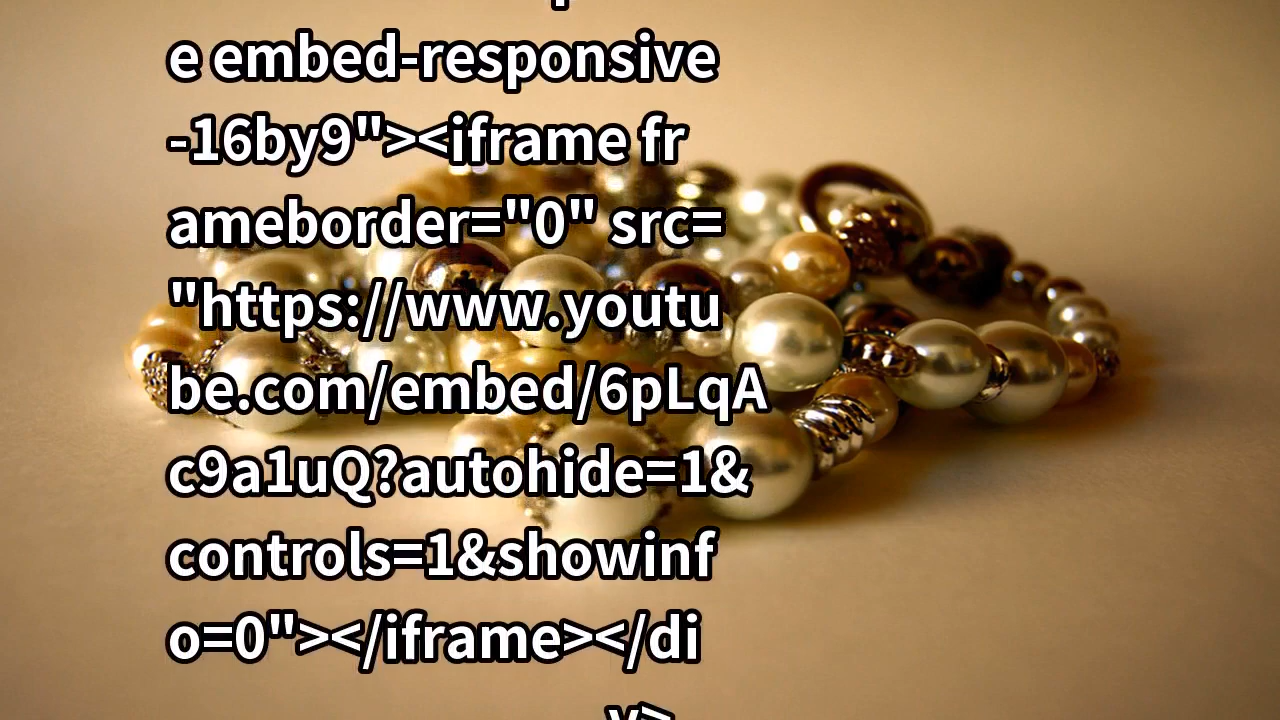 e embed-responsive
-16by9"><iframe fr
ameborder="0" src=
"https://www.youtu
be.com/embed/6pLqA
c9a1uQ?autohide=1&
controls=1&showinf
o=0"></iframe></di
v>